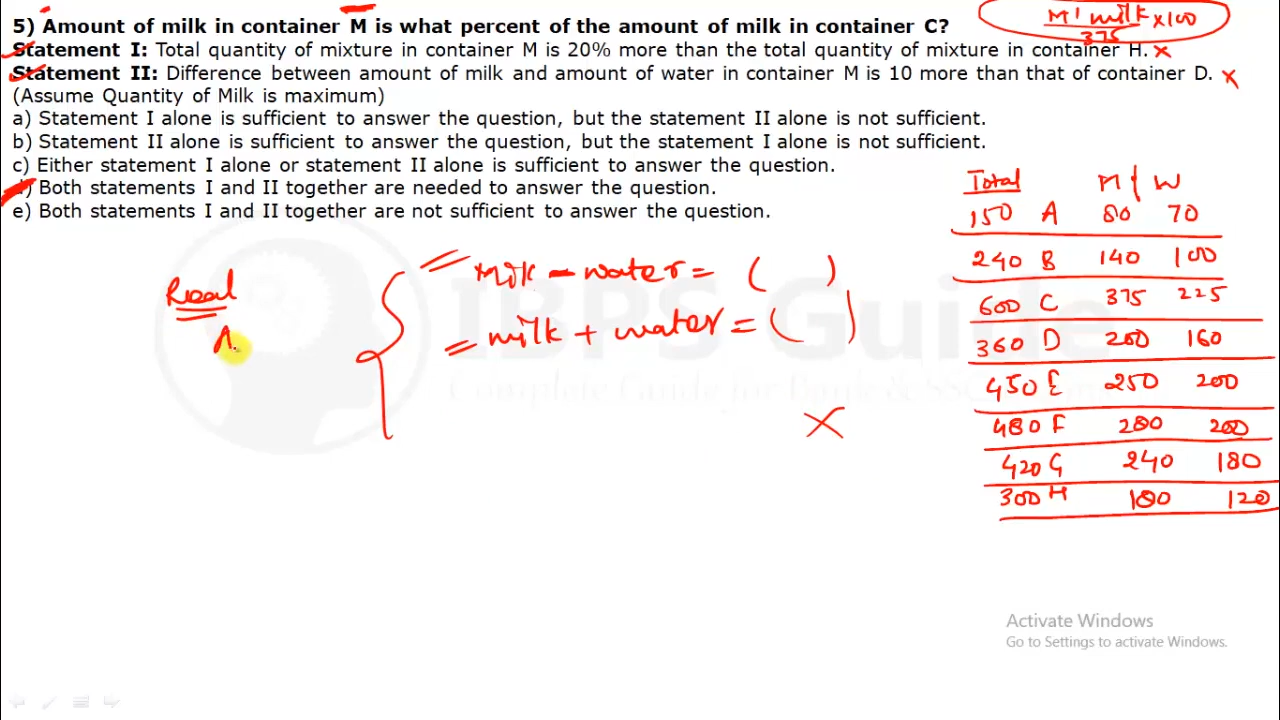 5) Amount of milk in container M is what percent of the amount of milk in container C?
M' milk x100
375
Statement I: Total quantity of mixture in container M is 20% more than the total quantity of mixture in container H. x
Statement II: Difference between amount of milk and amount of water in container M is 10 more than that of container D. x
(Assume Quantity of Milk is maximum)
a) Statement I alone is sufficient to answer the question, but the statement II alone is not sufficient.
b) Statement II alone is sufficient to answer the question, but the statement I alone is not sufficient.
c) Either statement I alone or statement II alone is sufficient to answer the question.
d) Both statements I and II together are needed to answer the question.
e) Both statements I and II together are not sufficient to answer the question.
Total M W
150 A 80 70
240 B 140 100
600 C 375 225
360 D 200 160
450 E 250 200
480 F 280 200
420 G 240 180
300 H 180 120
Milk - water = ( )
= milk + water = ( )
Read
A
x
IBPS Guide
Complete Guide for Bank & SSC
Activate Windows
Go to Settings to activate Windows.